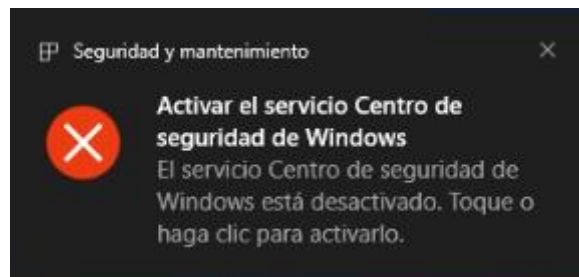 Seguridad y mantenimiento
Activar el servicio Centro de
seguridad de Windows
El servicio Centro de seguridad de
Windows está desactivado. Toque o
haga clic para activarlo.